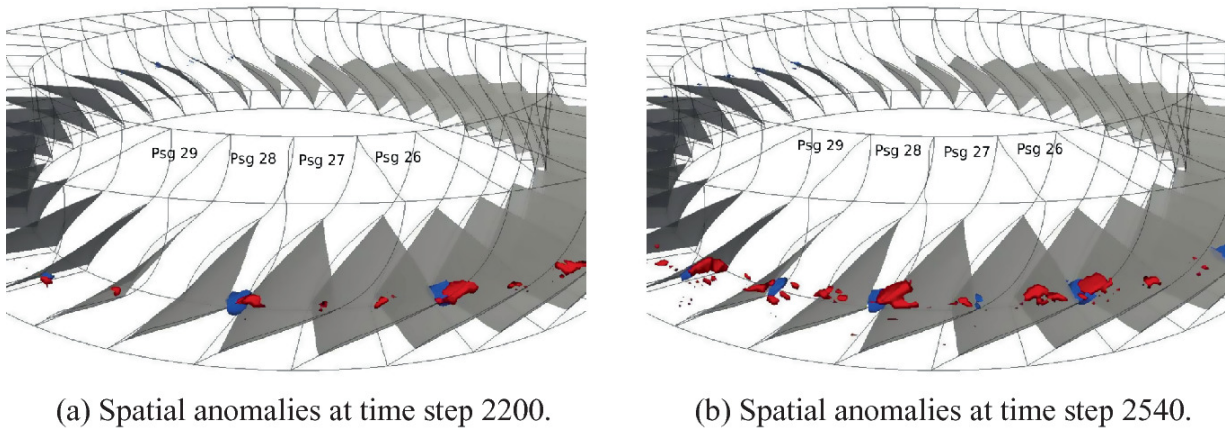 Psg 29 Psg 28 Psg 27 Psg 26
Psg 29 Psg 28 Psg 27 Psg 26
(a) Spatial anomalies at time step 2200.
(b) Spatial anomalies at time step 2540.